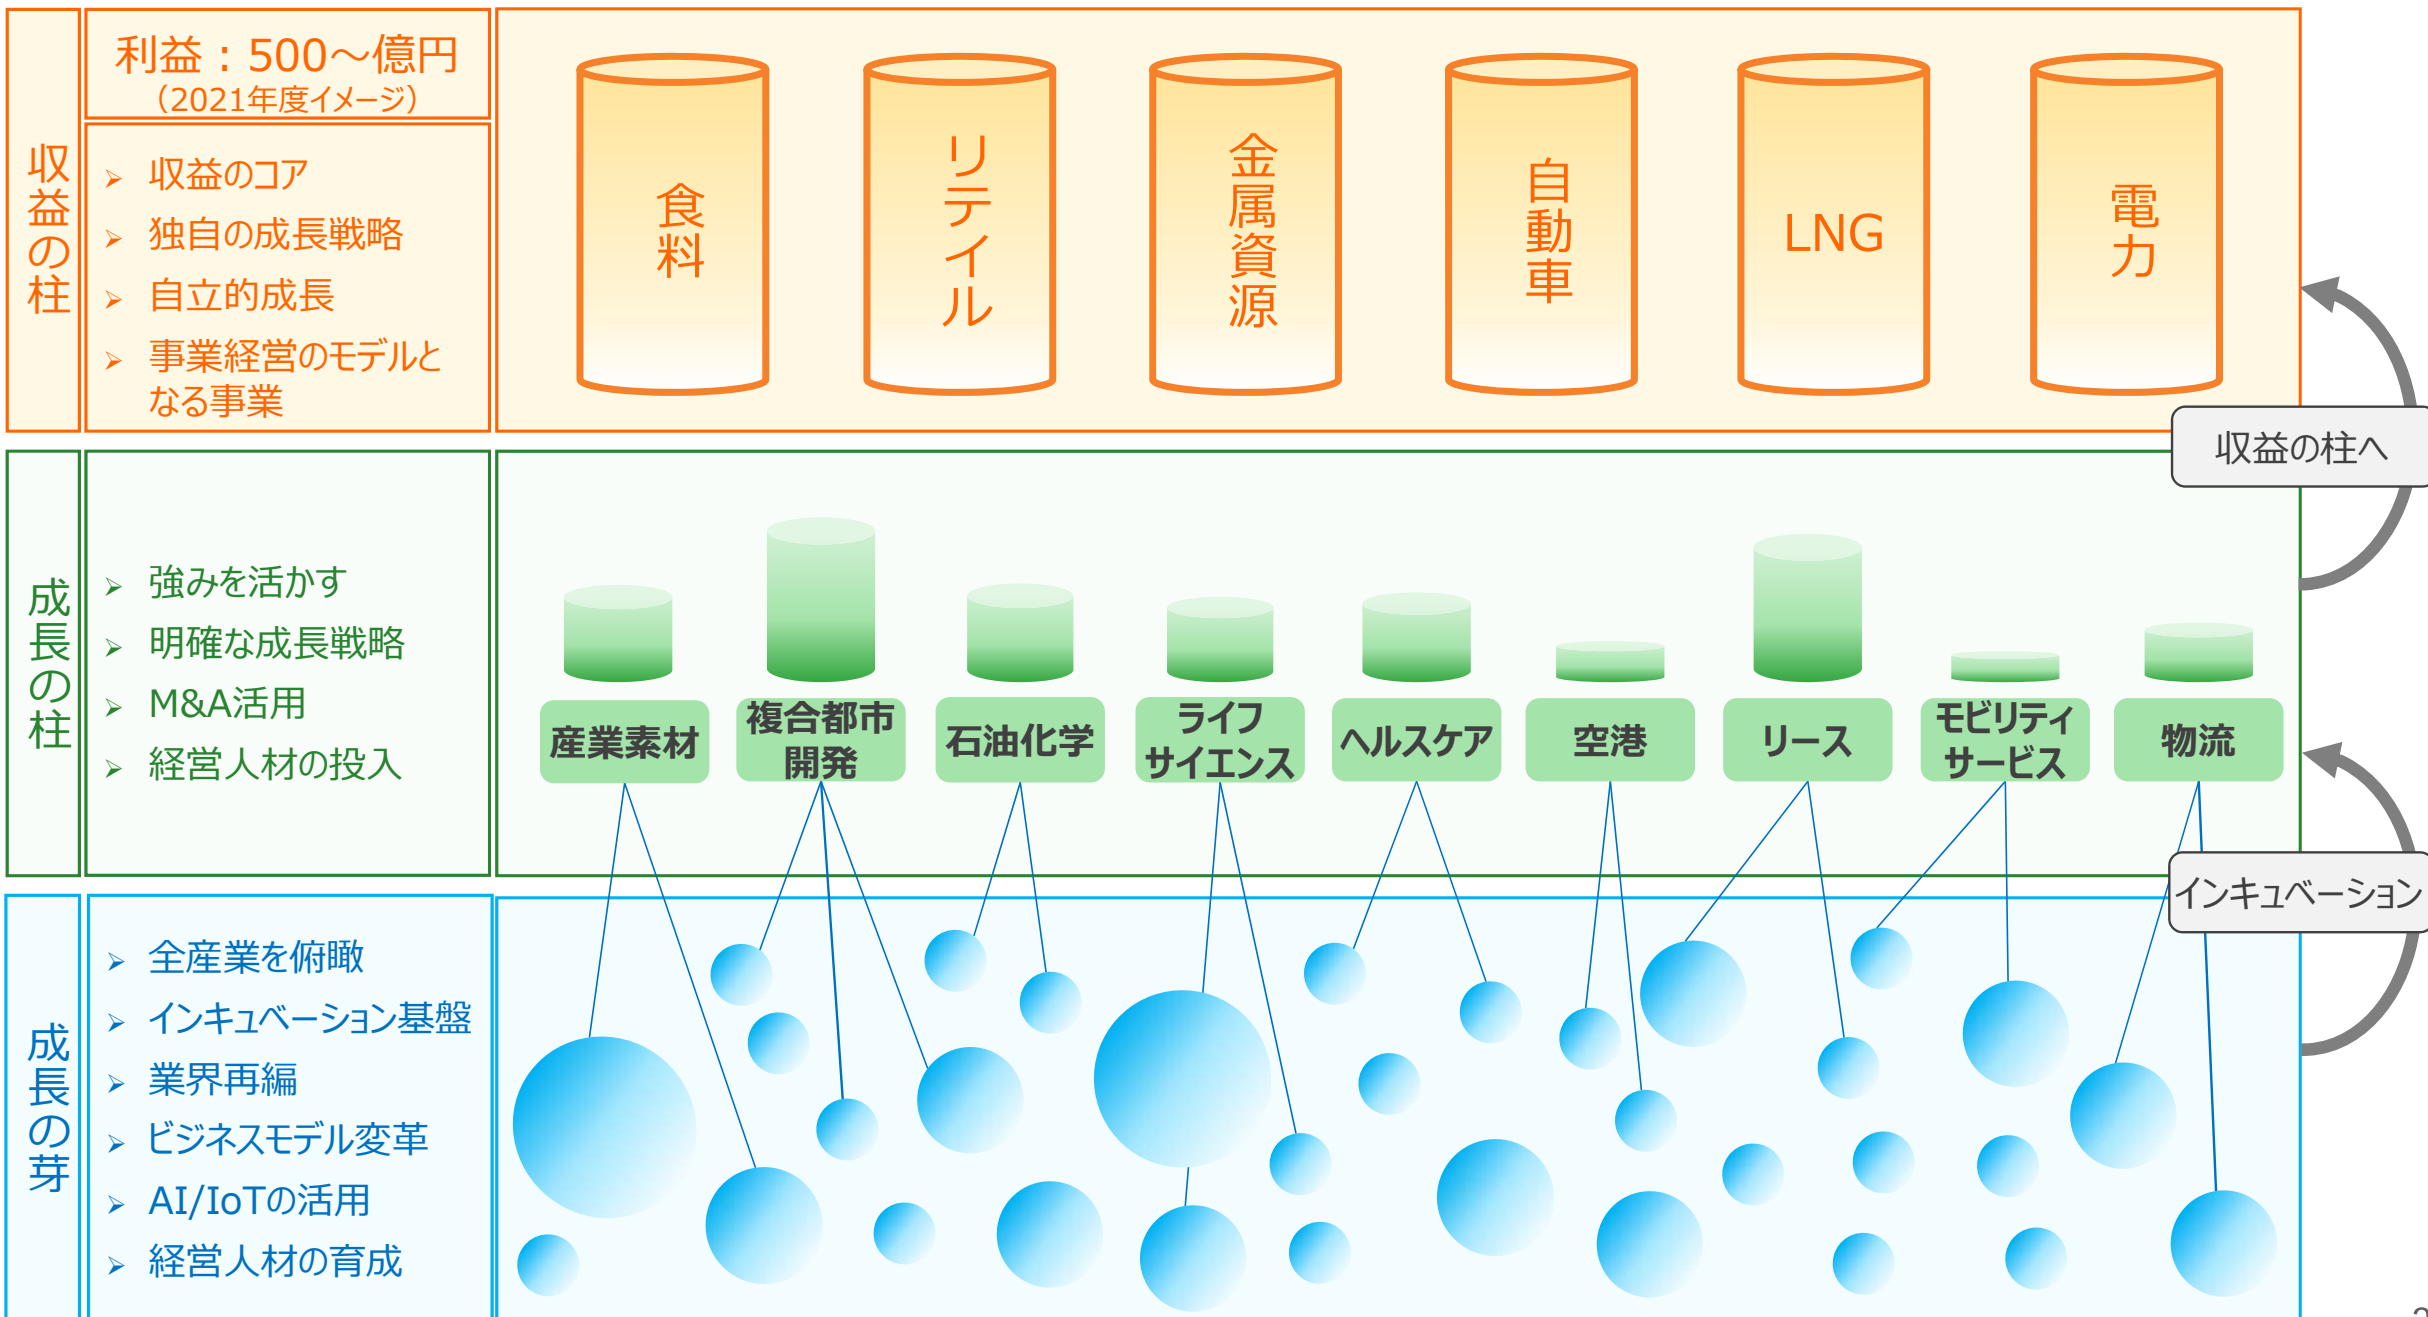 収益の柱
利益：500～億円
（2021年度イメージ）
➢ 収益のコア
➢ 独自の成長戦略
➢ 自立的成長
➢ 事業経営のモデルと
なる事業
食料
リテイル
金属資源
自動車
LNG
電力
収益の柱へ
成長の柱
➢ 強みを活かす
➢ 明確な成長戦略
➢ M&A活用
➢ 経営人材の投入
産業素材
複合都市
開発
石油化学
ライフ
サイエンス
ヘルスケア
空港
リース
モビリティ
サービス
物流
インキュベーション
成長の芽
➢ 全産業を俯瞰
➢ インキュベーション基盤
➢ 業界再編
➢ ビジネスモデル変革
➢ AI/IoTの活用
➢ 経営人材の育成